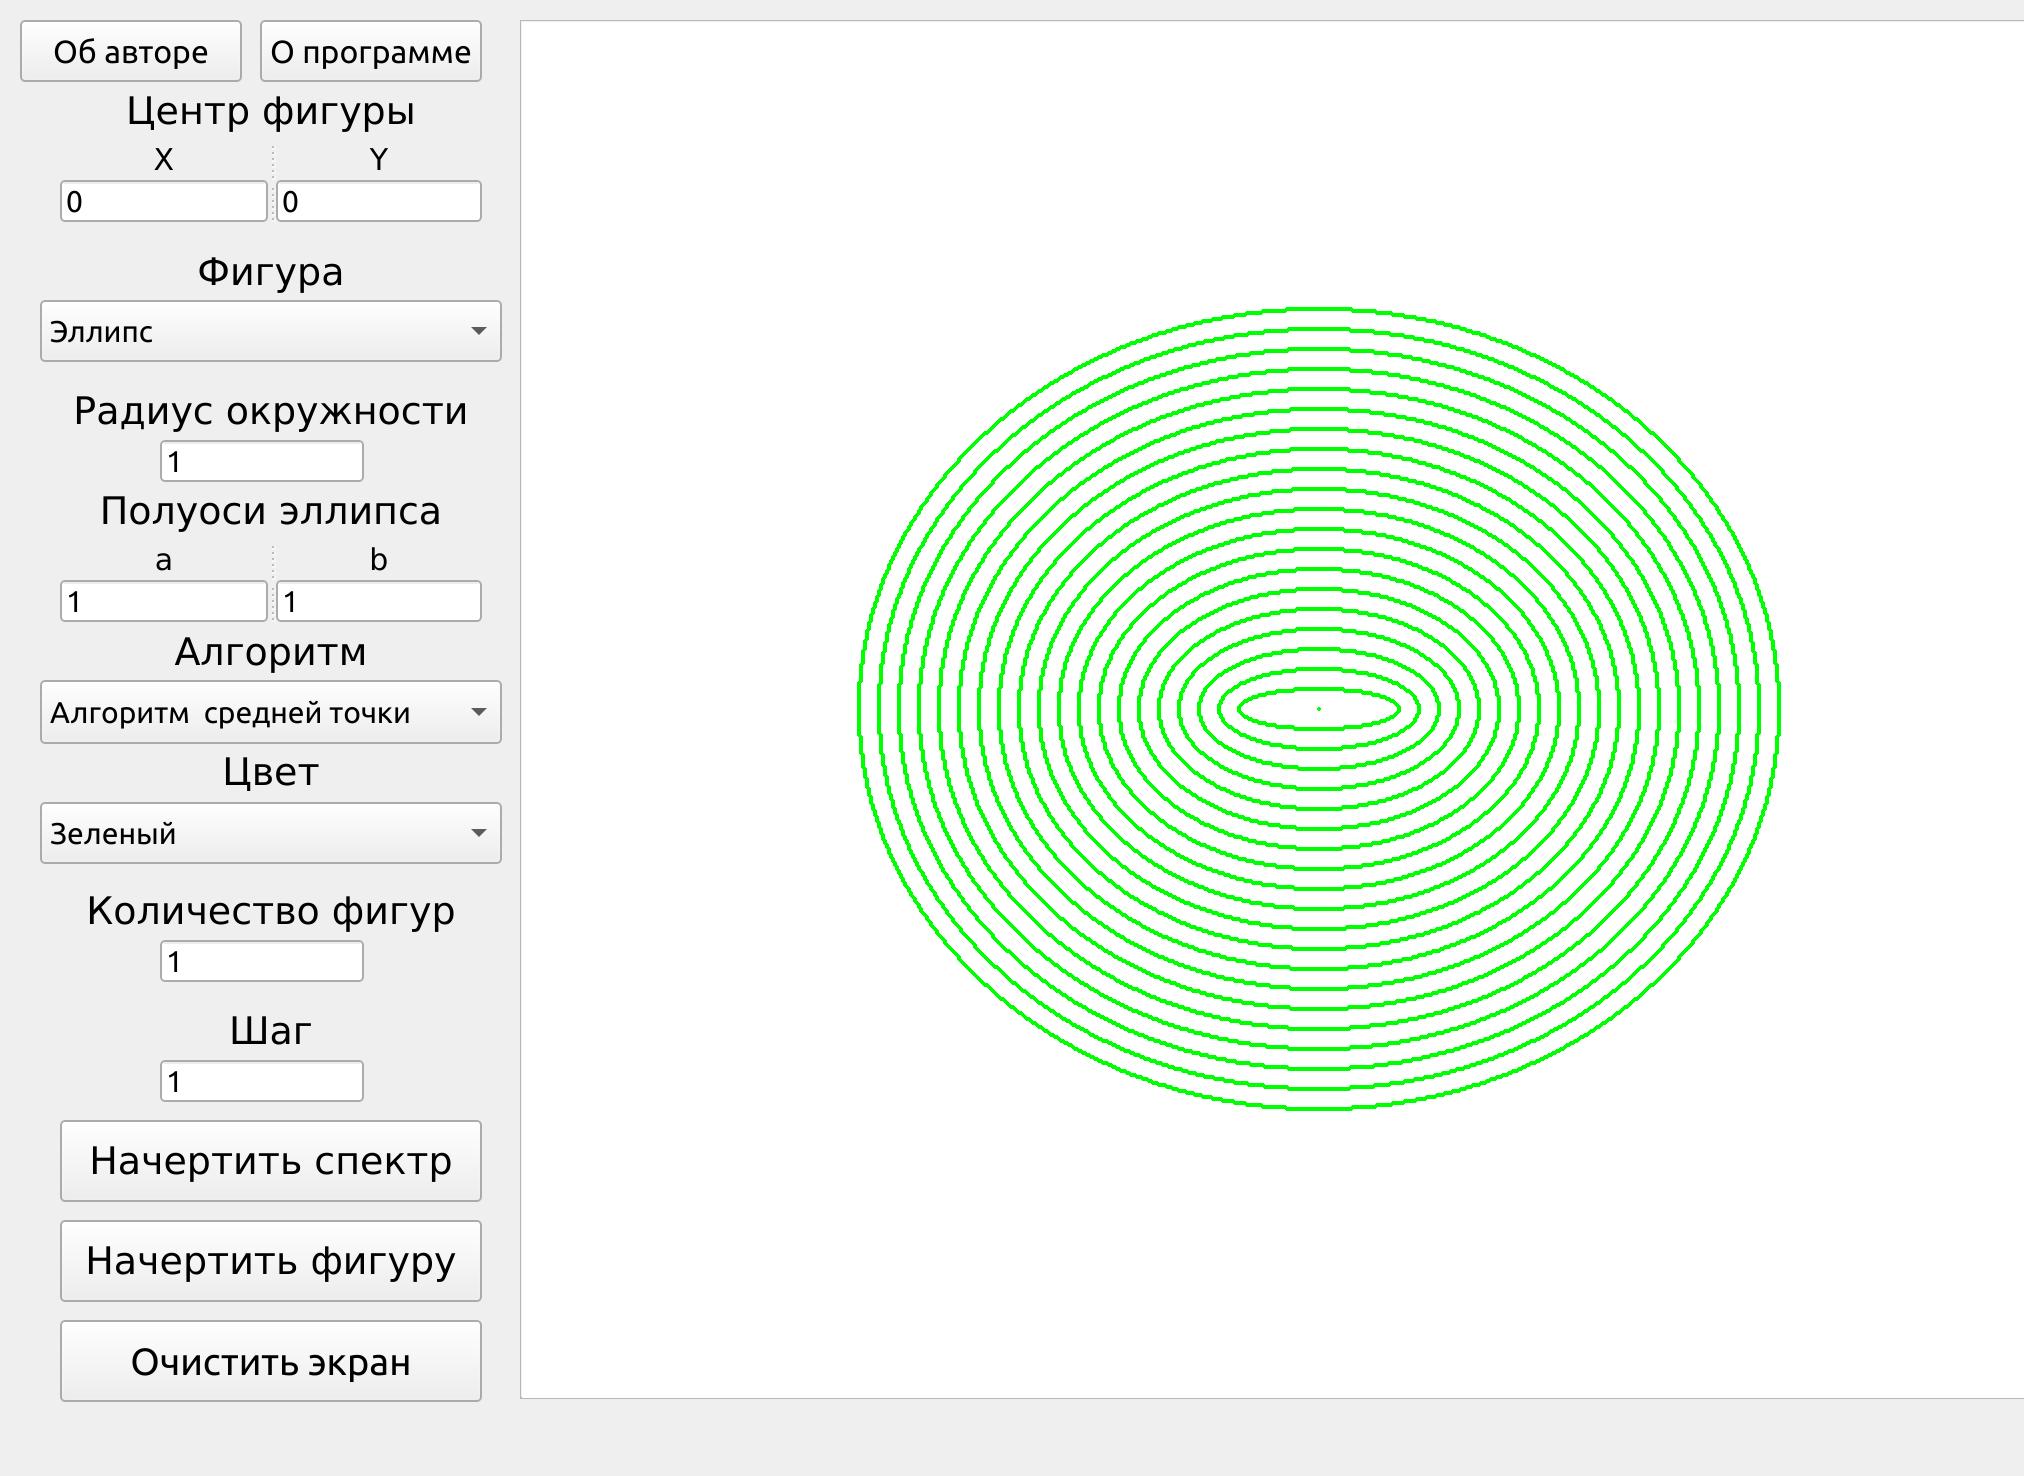 Об авторе О программе
Центр фигуры
X Y
0 0
Фигура
Эллипс
Радиус окружности
1
Полуоси эллипса
a b
1 1
Алгоритм
Алгоритм  средней точки
Цвет
Зеленый
Количество фигур
1
Шаг
1
Начертить спектр
Начертить фигуру
Очистить экран